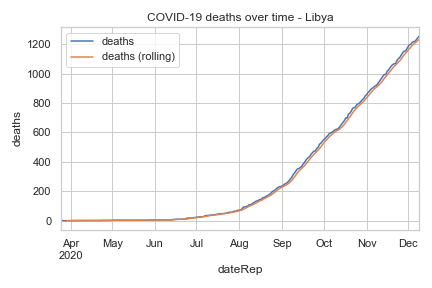 COVID-19 deaths over time - Libya
deaths
deaths (rolling)
1200
1000
800
600
400
200
0
deaths
Apr May Jun Jul Aug Sep Oct Nov Dec
2020
dateRep